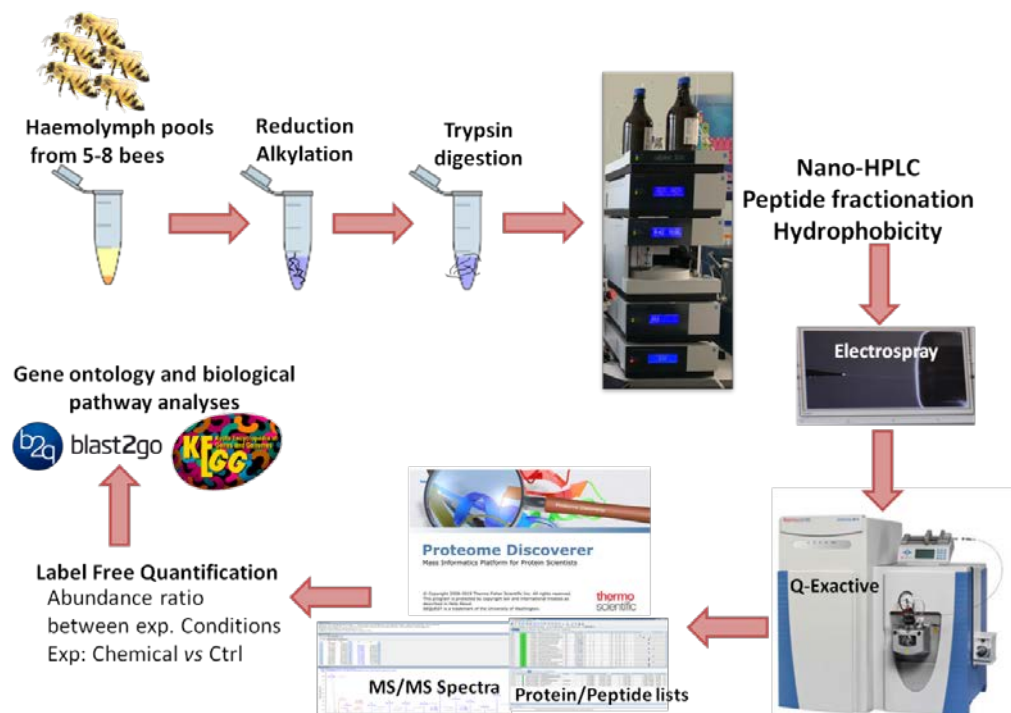 Haemolymph pools
from 5-8 bees
Reduction
Alkylation
Trypsin
digestion
Nano-HPLC
Peptide fractionation
Hydrophobicity
Electrospray
Q-Exactive
Proteome Discoverer
Mass Informatics Platform for Protein Scientists
thermo
scientific
MS/MS Spectra
Protein/Peptide lists
Label Free Quantification
Abundance ratio
between exp. Conditions
Exp: Chemical vs Ctrl
Gene ontology and biological
pathway analyses
b2g
blast2go
KEGG